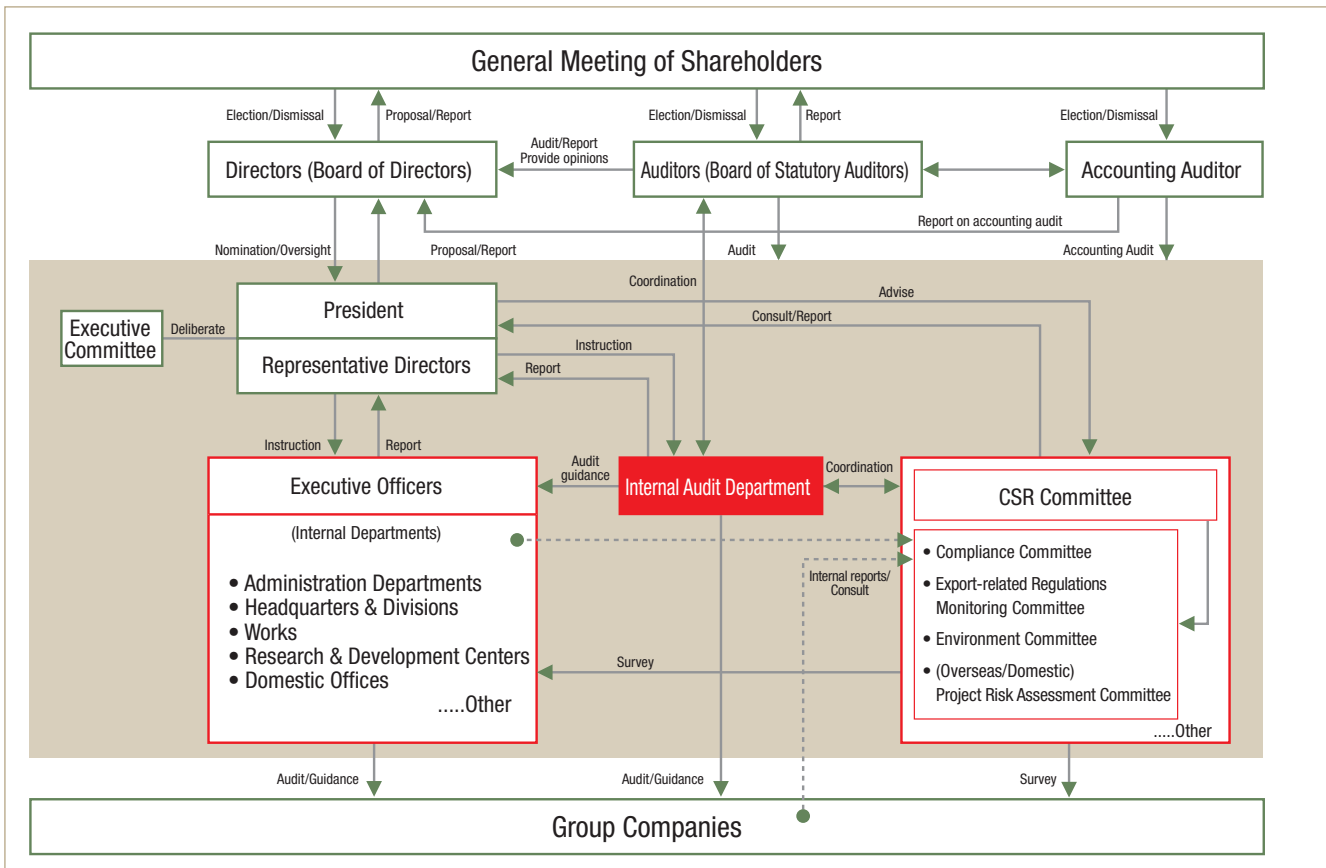 General Meeting of Shareholders
Election/Dismissal
Proposal/Report
Election/Dismissal
Report
Election/Dismissal
Directors (Board of Directors)
Audit/Report
Provide opinions
Auditors (Board of Statutory Auditors)
Accounting Auditor
Report on accounting audit
Nomination/Oversight
Proposal/Report
Audit
Accounting Audit
Coordination
President
Advise
Executive
Committee
Deliberate
Consult/Report
Representative Directors
Instruction
Report
Instruction
Report
Executive Officers
Audit
guidance
Internal Audit Department
Coordination
CSR Committee
(Internal Departments)
• Administration Departments
• Headquarters & Divisions
• Works
• Research & Development Centers
• Domestic Offices
.....Other
Internal reports/
Consult
• Compliance Committee
• Export-related Regulations
Monitoring Committee
• Environment Committee
• (Overseas/Domestic)
Project Risk Assessment Committee
.....Other
Survey
Audit/Guidance
Audit/Guidance
Survey
Group Companies